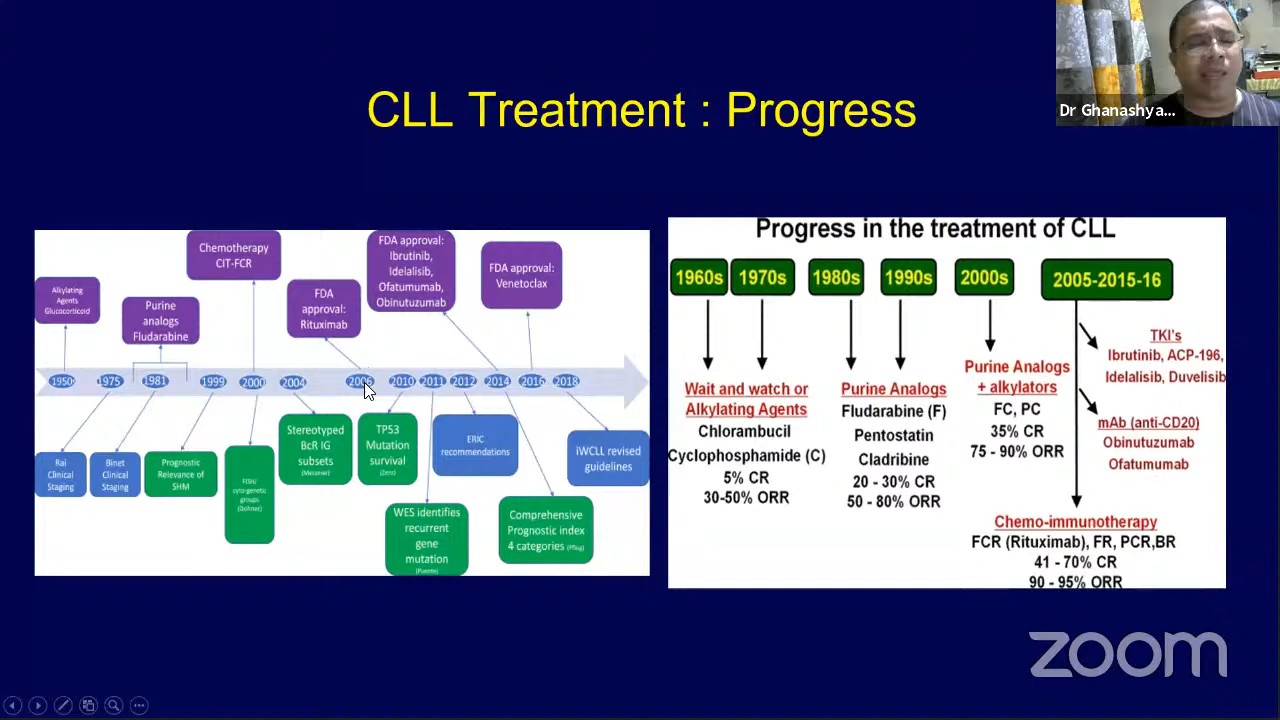 CLL Treatment : Progress
Dr Ghanashya...
Chemotherapy
CIT-FCR
FDA approval:
Ibrutinib,
Idelalisib,
Ofatumumab,
Obinutuzumab
FDA approval:
Venetoclax
Alkylating
Agents
Glucocorticoid
Purine
analogs
Fludarabine
FDA
approval:
Rituximab
1950s 1975 1981 1999 2000 2004 2006 2010 2011 2012 2014 2016 2018
Rai
Clinical
Staging
Binet
Clinical
Staging
Prognostic
Relevance of
SHM
FISH/
cyto-genetic
groups
(Dohner)
Stereotyped
BcR IG
subsets
(Messmer)
TP53
Mutation
survival
(Zenz)
WES identifies
recurrent
gene
mutation
(Puente)
ERIC
recommendations
Comprehensive
Prognostic index
4 categories (Pflug)
iWCLL revised
guidelines
Progress in the treatment of CLL
1960s 1970s 1980s 1990s 2000s 2005-2015-16
Wait and watch or
Alkylating Agents
Chlorambucil
Cyclophosphamide (C)
5% CR
30-50% ORR
Purine Analogs
Fludarabine (F)
Pentostatin
Cladribine
20 - 30% CR
50 - 80% ORR
Purine Analogs
+ alkylators
FC, PC
35% CR
75 - 90% ORR
TKI's
Ibrutinib, ACP-196,
Idelalisib, Duvelisib
mAb (anti-CD20)
Obinutuzumab
Ofatumumab
Chemo-immunotherapy
FCR (Rituximab), FR, PCR,BR
41 - 70% CR
90 - 95% ORR
zoom